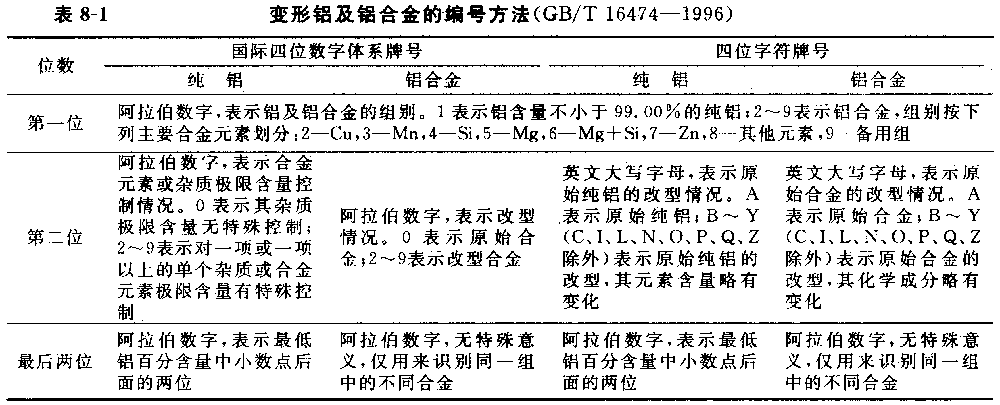 表 8-1 变形铝及铝合金的编号方法(GB/T 16474—1996)
位数
国际四位数字体系牌号
四位字符牌号
纯 铝
铝合金
纯 铝
铝合金
第一位
阿拉伯数字,表示铝及铝合金的组别。1 表示铝含量不小于 99.00%的纯铝;2～9表示铝合金,组别按下
列主要合金元素划分:2—Cu,3—Mn,4—Si,5—Mg,6—Mg+Si,7—Zn,8—其他元素,9—备用组
第二位
阿拉伯数字,表示合金
元素或杂质极限含量控
制情况。0 表示其杂质
极限含量无特殊控制;
2～9表示对一项或一项
以上的单个杂质或合金
元素极限含量有特殊控
制
阿拉伯数字,表示改型
情况。0 表示原始合
金;2～9表示改型合金
英文大写字母,表示原
始纯铝的改型情况。A
表示原始纯铝;B～Y
(C、I、L、N、O、P、Q、Z
除外)表示原始纯铝的
改型,其元素含量略有
变化
英文大写字母,表示原
始合金的改型情况。A
表示原始合金;B～Y
(C、I、L、N、O、P、Q、Z
除外)表示原始合金的
改型,其化学成分略有
变化
最后两位
阿拉伯数字,表示最低
铝百分含量中小数点后
面的两位
阿拉伯数字,无特殊意
义,仅用来识别同一组
中的不同合金
阿拉伯数字,表示最低
铝百分含量中小数点后
面的两位
阿拉伯数字,无特殊意
义,仅用来识别同一组
中的不同合金